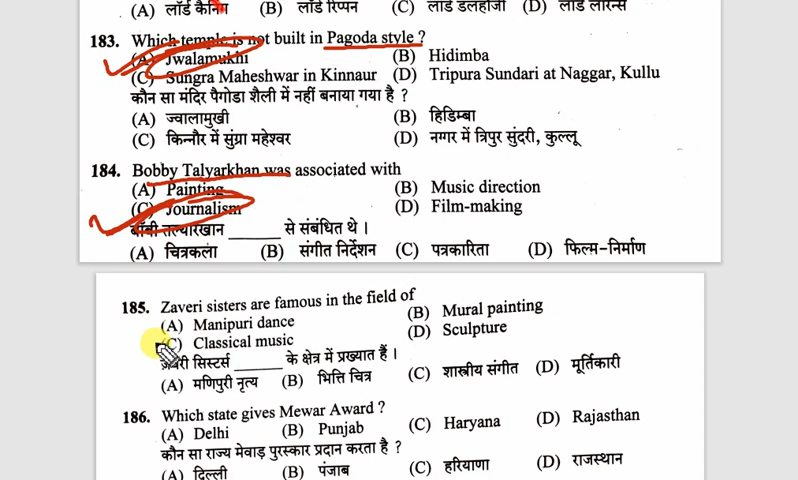 (A) लॉर्ड कैनिंग (B) लॉर्ड रिप्पन (C) लॉर्ड डलहौजी (D) लॉर्ड लॉरेन्स
183. Which temple is not built in Pagoda style ?
(A) Jwalamukhi (B) Hidimba
(C) Sungra Maheshwar in Kinnaur (D) Tripura Sundari at Naggar, Kullu
कौन सा मंदिर पैगोडा शैली में नहीं बनाया गया है ?
(A) ज्वालामुखी (B) हिडिम्बा
(C) किन्नौर में सुंग्रा महेश्वर (D) नग्गर में त्रिपुर सुंदरी, कुल्लू
184. Bobby Talyarkhan was associated with
(A) Painting (B) Music direction
(C) Journalism (D) Film-making
बॉबी तल्यारखान ______ से संबंधित थे ।
(A) चित्रकला (B) संगीत निर्देशन (C) पत्रकारिता (D) फिल्म-निर्माण
185. Zaveri sisters are famous in the field of
(A) Manipuri dance (B) Mural painting
(C) Classical music (D) Sculpture
ज़वेरी सिस्टर्स ______ के क्षेत्र में प्रख्यात हैं ।
(A) मणिपुरी नृत्य (B) भित्ति चित्र (C) शास्त्रीय संगीत (D) मूर्तिकारी
186. Which state gives Mewar Award ?
(A) Delhi (B) Punjab (C) Haryana (D) Rajasthan
कौन सा राज्य मेवाड़ पुरस्कार प्रदान करता है ?
(A) दिल्ली (B) पंजाब (C) हरियाणा (D) राजस्थान